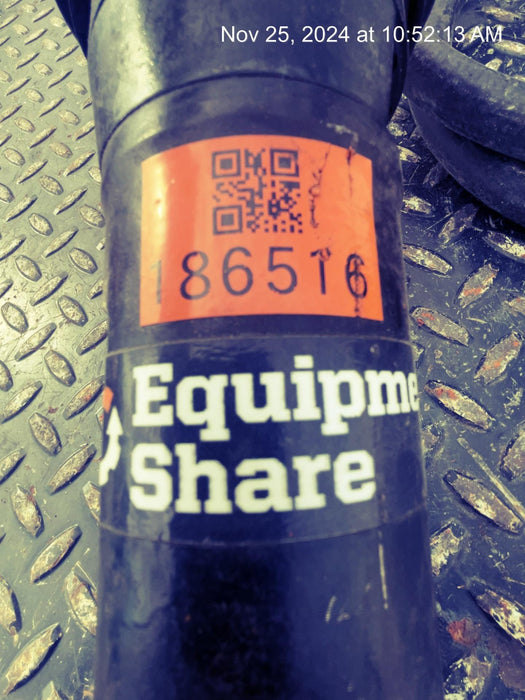 Nov 25, 2024 at 10:52:13 AM
186516
Equipme
Share